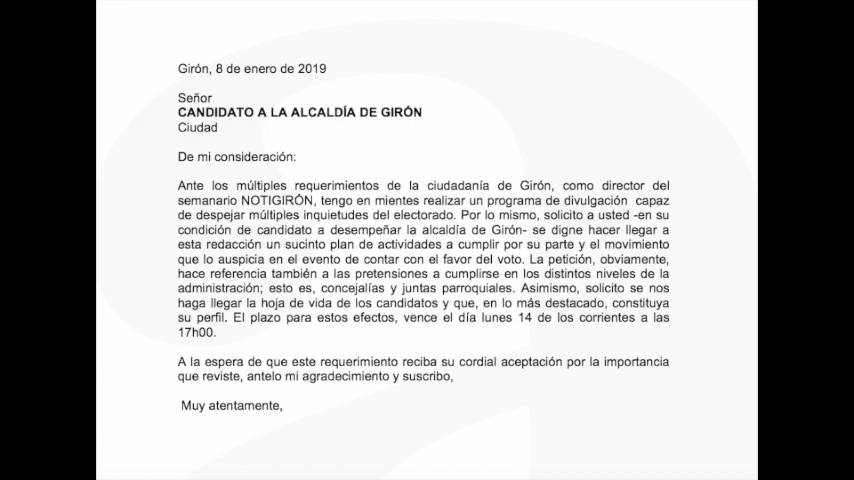 Girón, 8 de enero de 2019
Señor
CANDIDATO A LA ALCALDÍA DE GIRÓN
Ciudad
De mi consideración:
Ante los múltiples requerimientos de la ciudadanía de Girón, como director del
semanario NOTIGIRÓN, tengo en mientes realizar un programa de divulgación capaz
de despejar múltiples inquietudes del electorado. Por lo mismo, solicito a usted -en su
condición de candidato a desempeñar la alcaldía de Girón- se digne hacer llegar a
esta redacción un sucinto plan de actividades a cumplir por su parte y el movimiento
que lo auspicia en el evento de contar con el favor del voto. La petición, obviamente,
hace referencia también a las pretensiones a cumplirse en los distintos niveles de la
administración; esto es, concejalías y juntas parroquiales. Asimismo, solicito se nos
haga llegar la hoja de vida de los candidatos y que, en lo más destacado, constituya
su perfil. El plazo para estos efectos, vence el día lunes 14 de los corrientes a las
17h00.
A la espera de que este requerimiento reciba su cordial aceptación por la importancia
que reviste, antelo mi agradecimiento y suscribo,
Muy atentamente,